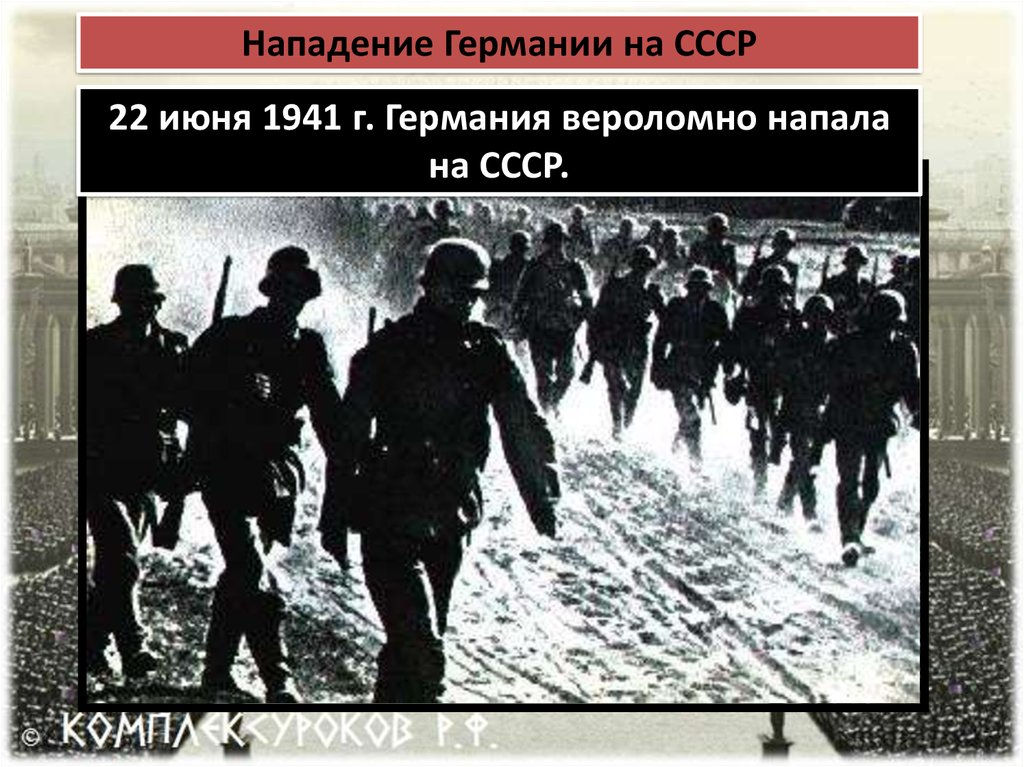 Нападение Германии на СССР
22 июня 1941 г. Германия вероломно напала
на СССР.
© КОМПЛЕКСУРОКОВ Р.Ф.